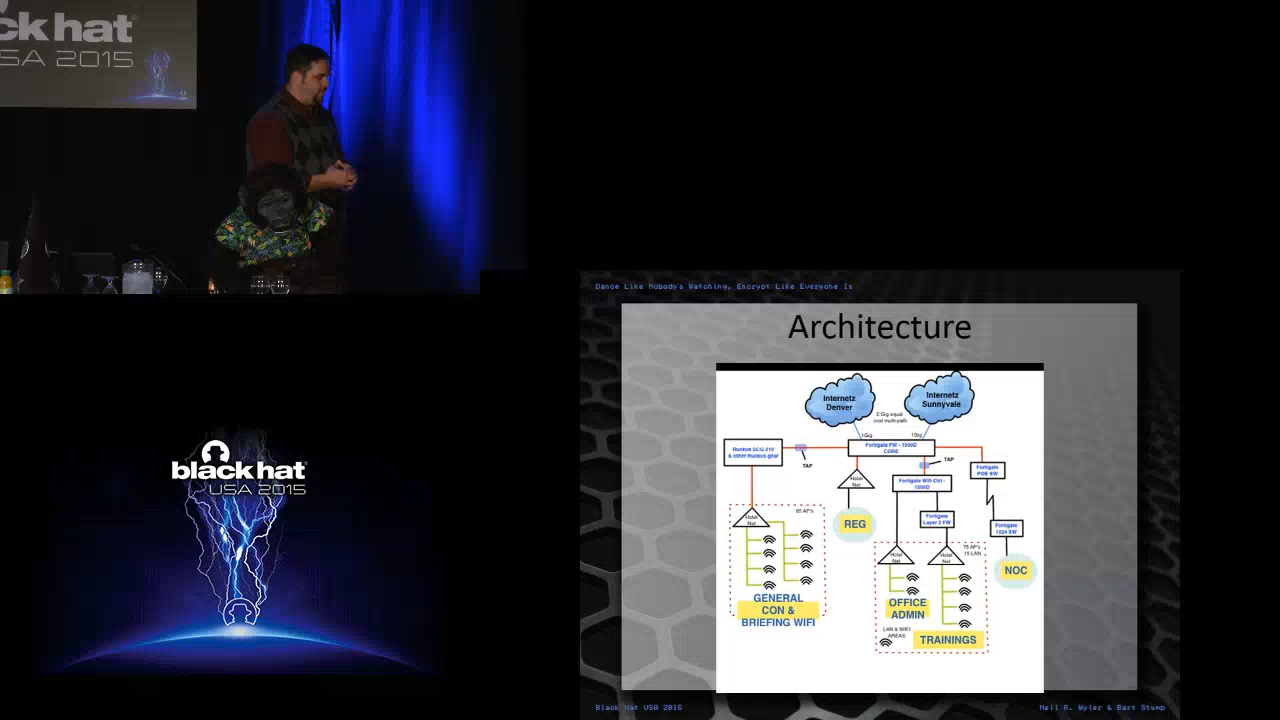 ck hat
SA 2015
black hat
USA 2015
Dance Like Nobody's Watching, Encrypt Like Everyone Is
Architecture
Internetz
Denver
Internetz
Sunnyvale
2 Gig equal
cost multi-path
1Gig
1Gig
Ruckus SCG 210
& other Ruckus gear
TAP
Fortigate FW - 1500D
CORE
TAP
Hotel
Net
Fortigate Wifi Ctrl -
1500D
Fortigate
POE SW
REG
Fortigate
Layer 2 FW
Fortigate
1024 SW
Hotel
Net
85 AP's
Hotel
Net
Hotel
Net
75 AP's
15 LAN
NOC
GENERAL
CON &
BRIEFING WIFI
OFFICE
ADMIN
LAN & WIFI
AREAS
TRAININGS
Black Hat USA 2015
Neil R. Wyler & Bart Stump